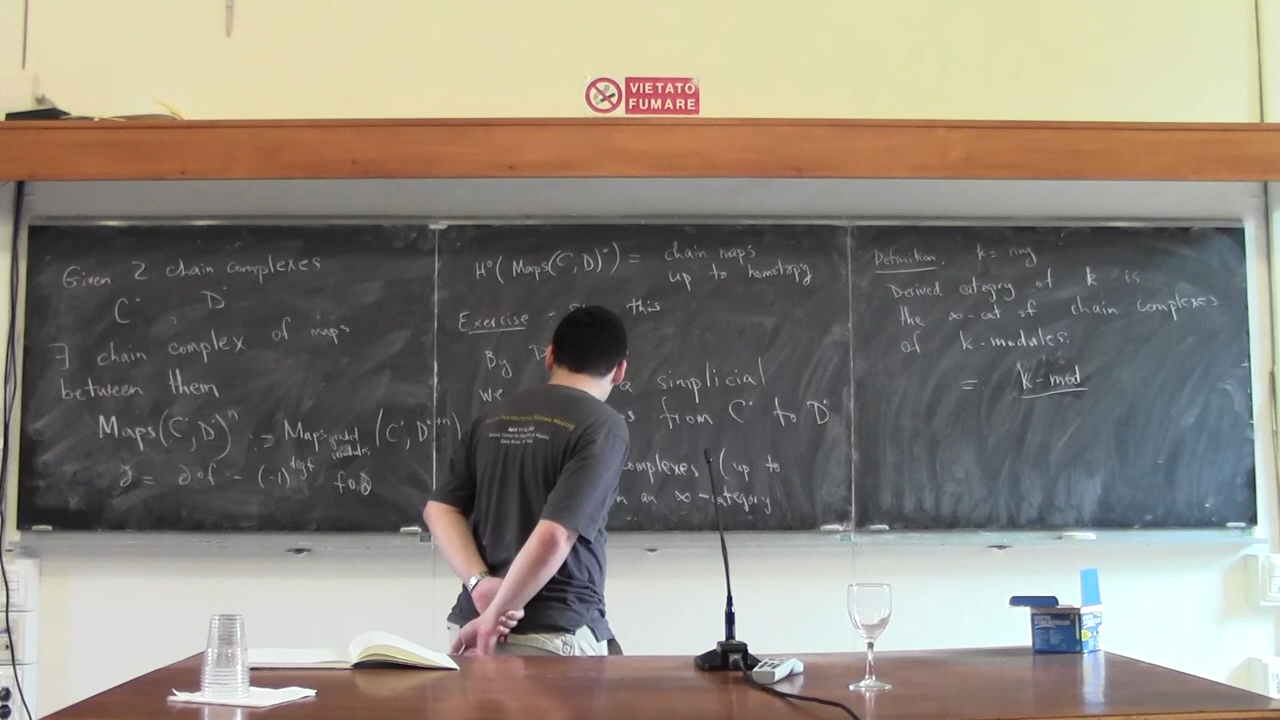 VIETATO
FUMARE
Given 2 chain complexes
C˙ , D˙
∃ chain complex of maps
between them
Maps(C˙, D˙)ⁿ := Maps graded modules (C˙, D˙⁺ⁿ)
∂ = ∂∘f - (-1)^deg f f∘∂
H⁰(Maps(C˙, D˙)˙) = chain maps
up to homotopy
Exercise - this
By
we a simplicial
from C˙ to D˙
complexes (up to
an ∞-category
Definition. k = ring
Derived category of k is
the ∞-cat of chain complexes
of k-modules.
=: k-mod